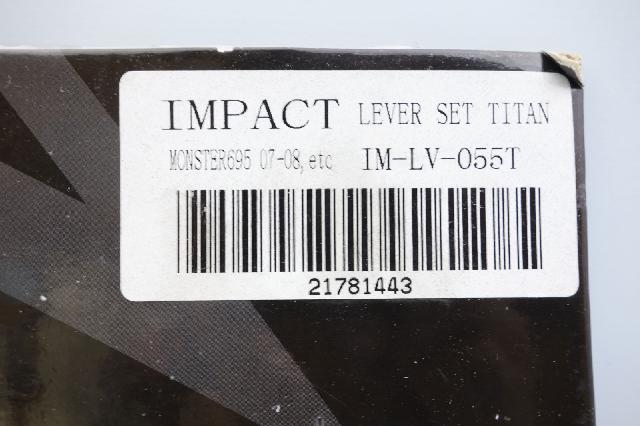 IMPACT LEVER SET TITAN
MONSTER695 07-08, etc IM-LV-055T
21781443